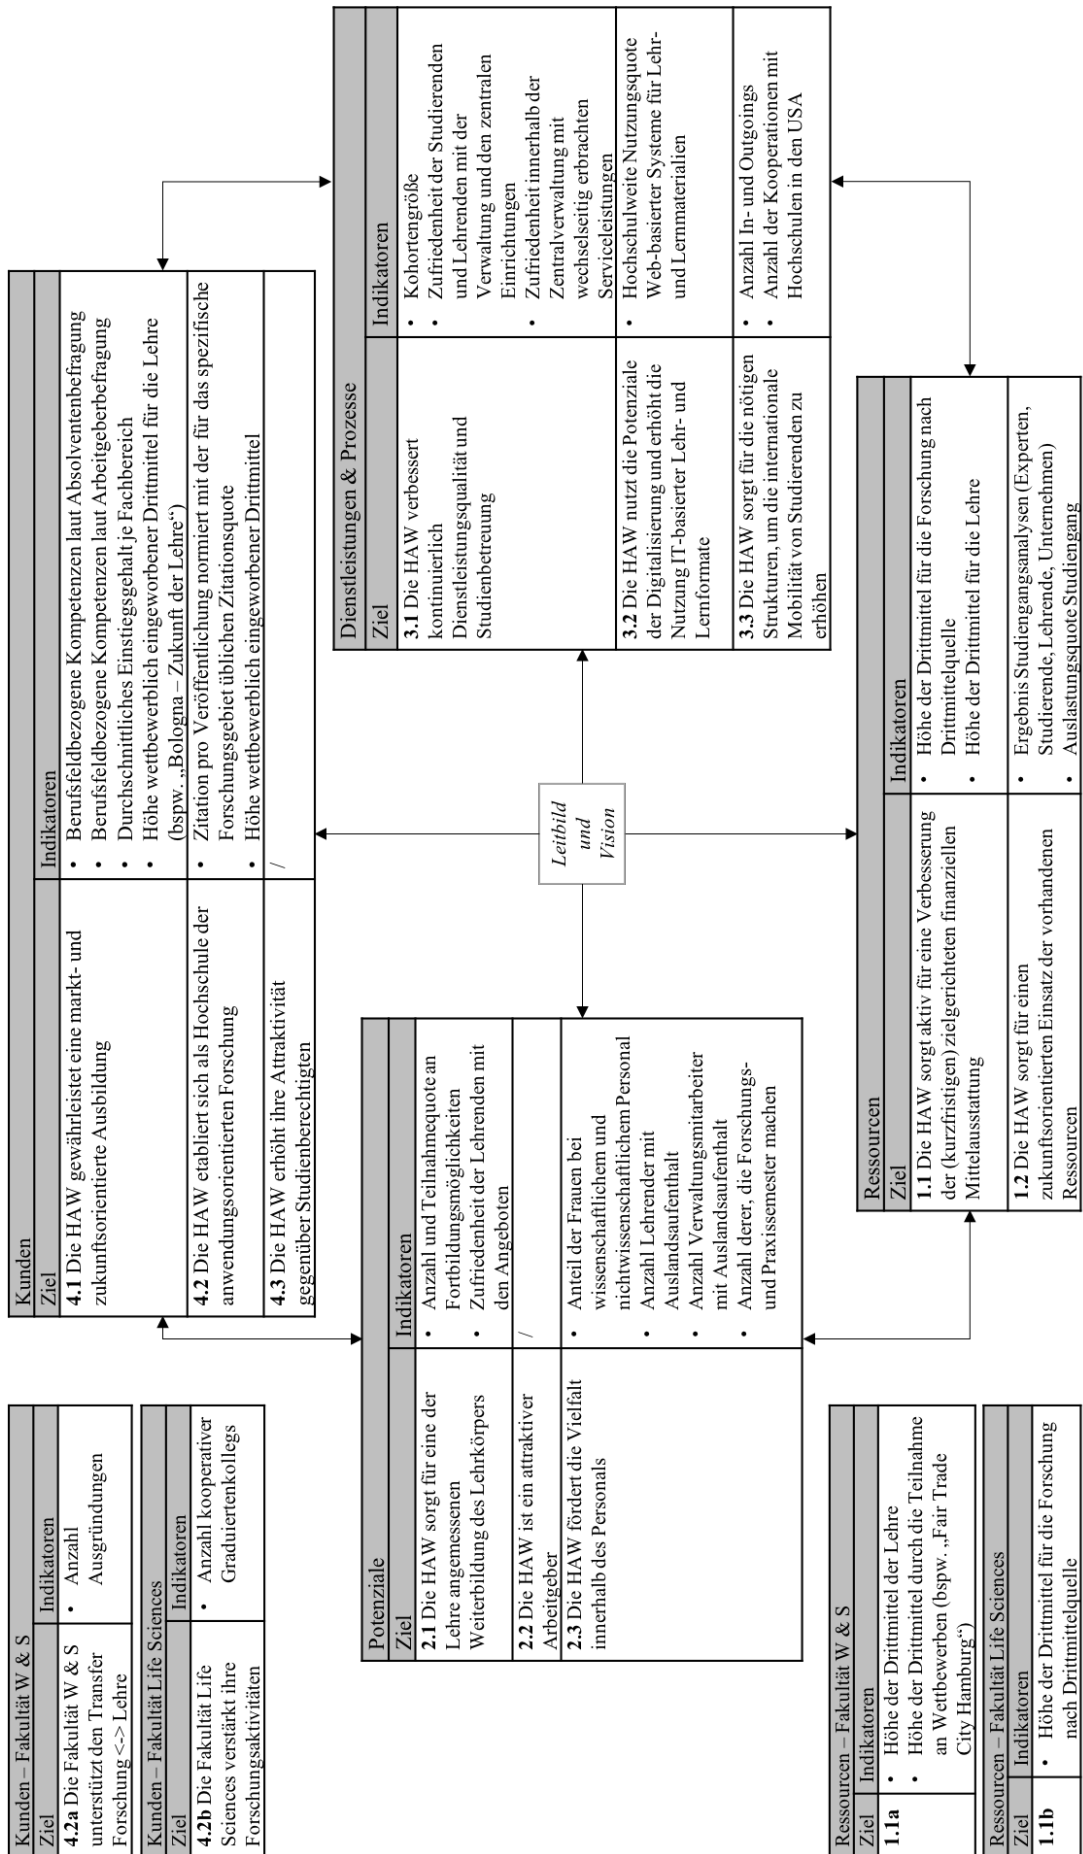 Kunden – Fakultät W & S
Ziel
Indikatoren
4.2a Die Fakultät W & S
unterstützt den Transfer
Forschung <-> Lehre
• Anzahl
Ausgründungen
Kunden – Fakultät Life Sciences
Ziel
Indikatoren
4.2b Die Fakultät Life
Sciences verstärkt ihre
Forschungsaktivitäten
• Anzahl kooperativer
Graduiertenkollegs
Kunden
Ziel
Indikatoren
4.1 Die HAW gewährleistet eine markt- und
zukunftsorientierte Ausbildung
• Berufsfeldbezogene Kompetenzen laut Absolventenbefragung
• Berufsfeldbezogene Kompetenzen laut Arbeitgeberbefragung
• Durchschnittliches Einstiegsgehalt je Fachbereich
• Höhe wettbewerblich eingeworbener Drittmittel für die Lehre
(bspw. „Bologna – Zukunft der Lehre“)
4.2 Die HAW etabliert sich als Hochschule der
anwendungsorientierten Forschung
• Zitation pro Veröffentlichung normiert mit der für das spezifische
Forschungsgebiet üblichen Zitationsquote
• Höhe wettbewerblich eingeworbener Drittmittel
4.3 Die HAW erhöht ihre Attraktivität
gegenüber Studienberechtigten
/
Potenziale
Ziel
Indikatoren
2.1 Die HAW sorgt für eine der
Lehre angemessenen
Weiterbildung des Lehrkörpers
• Anzahl und Teilnahmequote an
Fortbildungsmöglichkeiten
• Zufriedenheit der Lehrenden mit
den Angeboten
2.2 Die HAW ist ein attraktiver
Arbeitgeber
/
2.3 Die HAW fördert die Vielfalt
innerhalb des Personals
• Anteil der Frauen bei
wissenschaftlichem und
nichtwissenschaftlichem Personal
• Anzahl Lehrender mit
Auslandsaufenthalt
• Anzahl Verwaltungsmitarbeiter
mit Auslandsaufenthalt
• Anzahl derer, die Forschungs-
und Praxissemester machen
Leitbild
und
Vision
Dienstleistungen & Prozesse
Ziel
Indikatoren
3.1 Die HAW verbessert
kontinuierlich
Dienstleistungsqualität und
Studienbetreuung
• Kohortengröße
• Zufriedenheit der Studierenden
und Lehrenden mit der
Verwaltung und den zentralen
Einrichtungen
• Zufriedenheit innerhalb der
Zentralverwaltung mit
wechselseitig erbrachten
Serviceleistungen
3.2 Die HAW nutzt die Potenziale
der Digitalisierung und erhöht die
Nutzung IT-basierter Lehr- und
Lernformate
• Hochschulweite Nutzungsquote
Web-basierter Systeme für Lehr-
und Lernmaterialien
3.3 Die HAW sorgt für die nötigen
Strukturen, um die internationale
Mobilität von Studierenden zu
erhöhen
• Anzahl In- und Outgoings
• Anzahl der Kooperationen mit
Hochschulen in den USA
Ressourcen – Fakultät W & S
Ziel
Indikatoren
1.1a
• Höhe der Drittmittel der Lehre
• Höhe der Drittmittel durch die Teilnahme
an Wettbewerben (bspw. „Fair Trade
City Hamburg“)
Ressourcen – Fakultät Life Sciences
Ziel
Indikatoren
1.1b
• Höhe der Drittmittel für die Forschung
nach Drittmittelquelle
Ressourcen
Ziel
Indikatoren
1.1 Die HAW sorgt aktiv für eine Verbesserung
der (kurzfristigen) zielgerichteten finanziellen
Mittelausstattung
• Höhe der Drittmittel für die Forschung nach
Drittmittelquelle
• Höhe der Drittmittel für die Lehre
1.2 Die HAW sorgt für einen
zukunftsorientierten Einsatz der vorhandenen
Ressourcen
• Ergebnis Studiengangsanalysen (Experten,
Studierende, Lehrende, Unternehmen)
• Auslastungsquote Studiengang